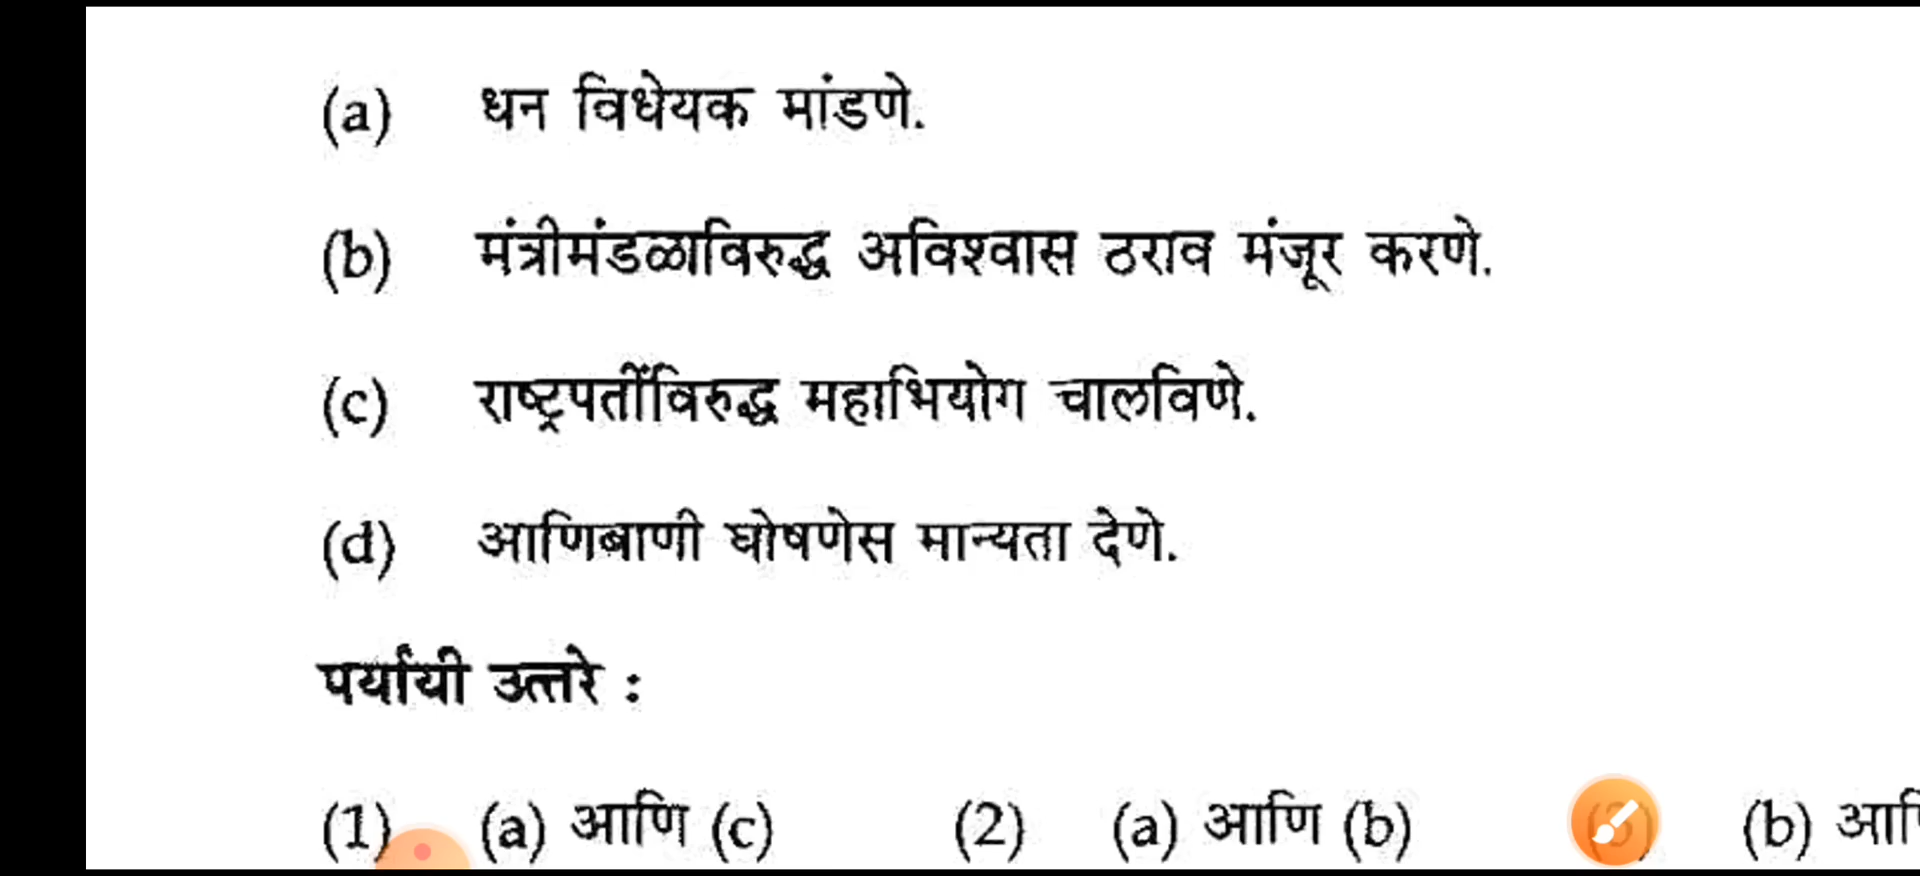 (a) धन विधेयक मांडणे.
(b) मंत्रीमंडळाविरुद्ध अविश्वास ठराव मंजूर करणे.
(c) राष्ट्रपतींविरुद्ध महाभियोग चालविणे.
(d) आणिबाणी घोषणेस मान्यता देणे.
पर्यायी उत्तरे :
(1) (a) आणि (c) (2) (a) आणि (b) (3) (b)